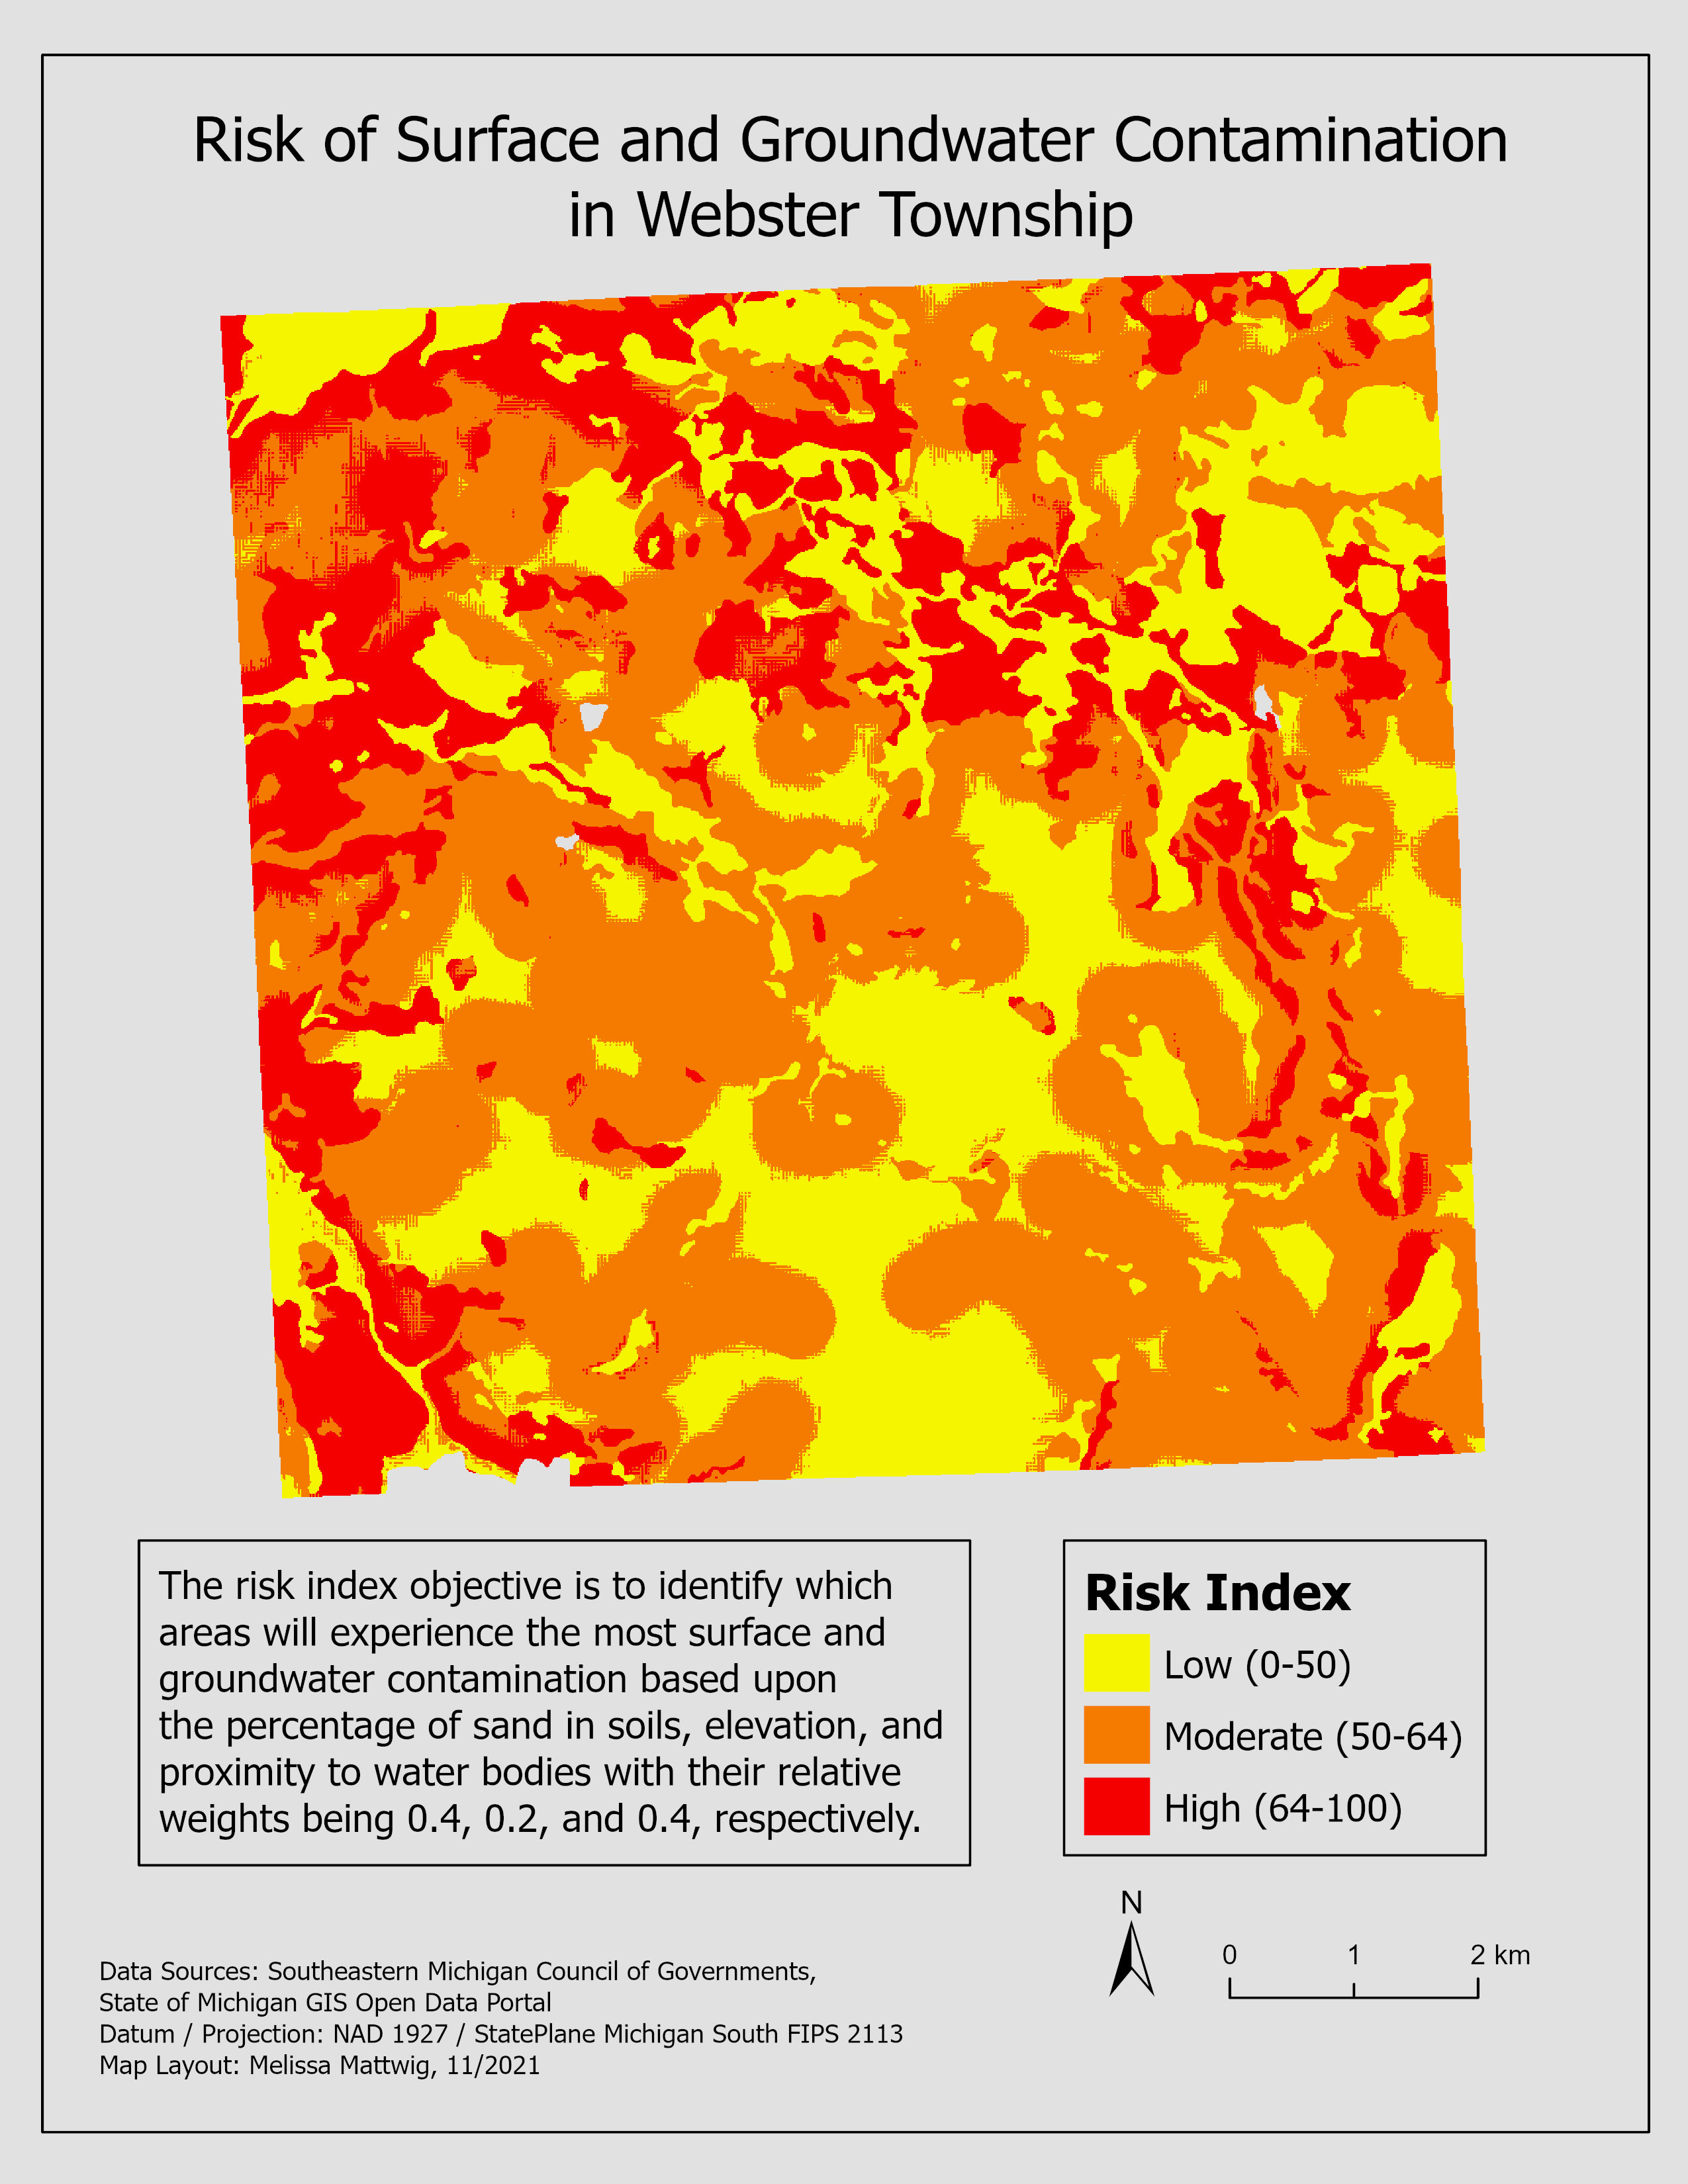 Risk of Surface and Groundwater Contamination
in Webster Township
The risk index objective is to identify which
areas will experience the most surface and
groundwater contamination based upon
the percentage of sand in soils, elevation, and
proximity to water bodies with their relative
weights being 0.4, 0.2, and 0.4, respectively.
Risk Index
Low (0-50)
Moderate (50-64)
High (64-100)
N
0 1 2 km
Data Sources: Southeastern Michigan Council of Governments,
State of Michigan GIS Open Data Portal
Datum / Projection: NAD 1927 / StatePlane Michigan South FIPS 2113
Map Layout: Melissa Mattwig, 11/2021